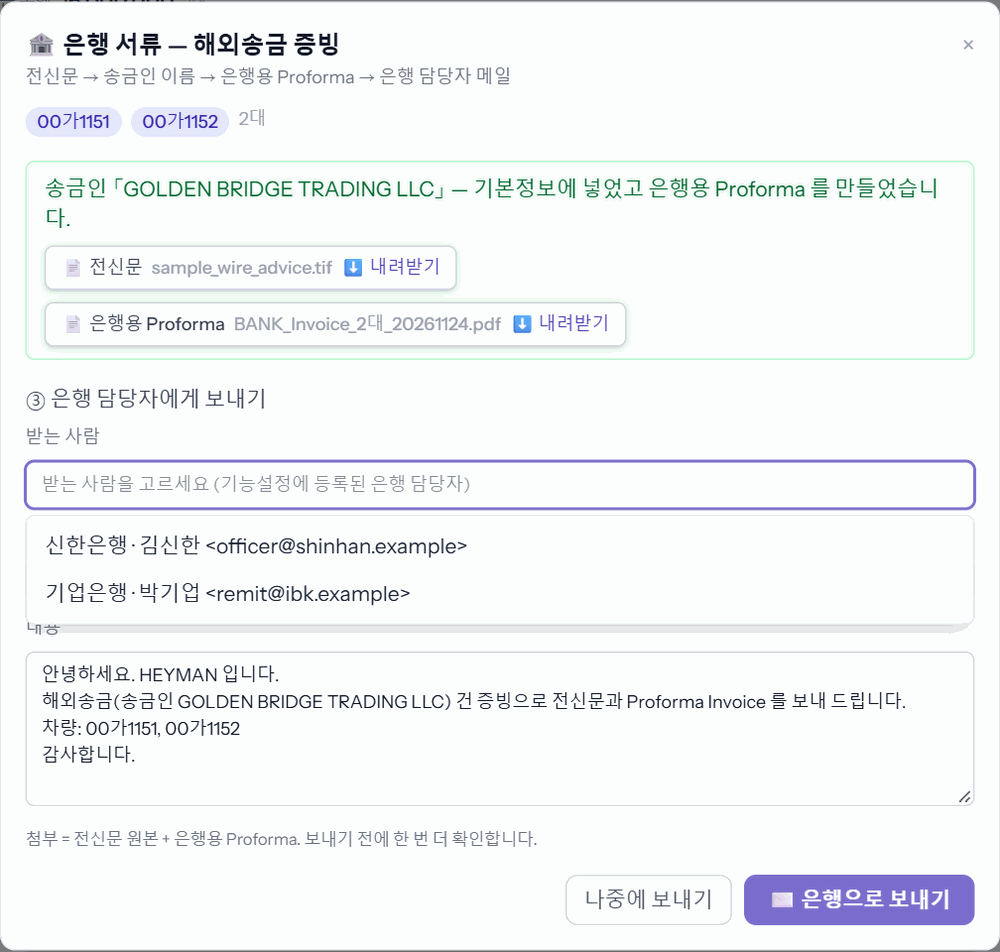 은행 서류 — 해외송금 증빙
×
전신문 → 송금인 이름 → 은행용 Proforma → 은행 담당자 메일
00가1151 00가1152 2대
송금인 「GOLDEN BRIDGE TRADING LLC」 — 기본정보에 넣었고 은행용 Proforma 를 만들었습니
다.
전신문 sample_wire_advice.tif 내려받기
은행용 Proforma BANK_Invoice_2대_20261124.pdf 내려받기
③ 은행 담당자에게 보내기
받는 사람
받는 사람을 고르세요 (기능설정에 등록된 은행 담당자)
신한은행 · 김신한 <officer@shinhan.example>
기업은행 · 박기업 <remit@ibk.example>
내용
안녕하세요. HEYMAN 입니다.
해외송금(송금인 GOLDEN BRIDGE TRADING LLC) 건 증빙으로 전신문과 Proforma Invoice 를 보내 드립니다.
차량: 00가1151, 00가1152
감사합니다.
첨부 = 전신문 원본 + 은행용 Proforma. 보내기 전에 한 번 더 확인합니다.
나중에 보내기
은행으로 보내기